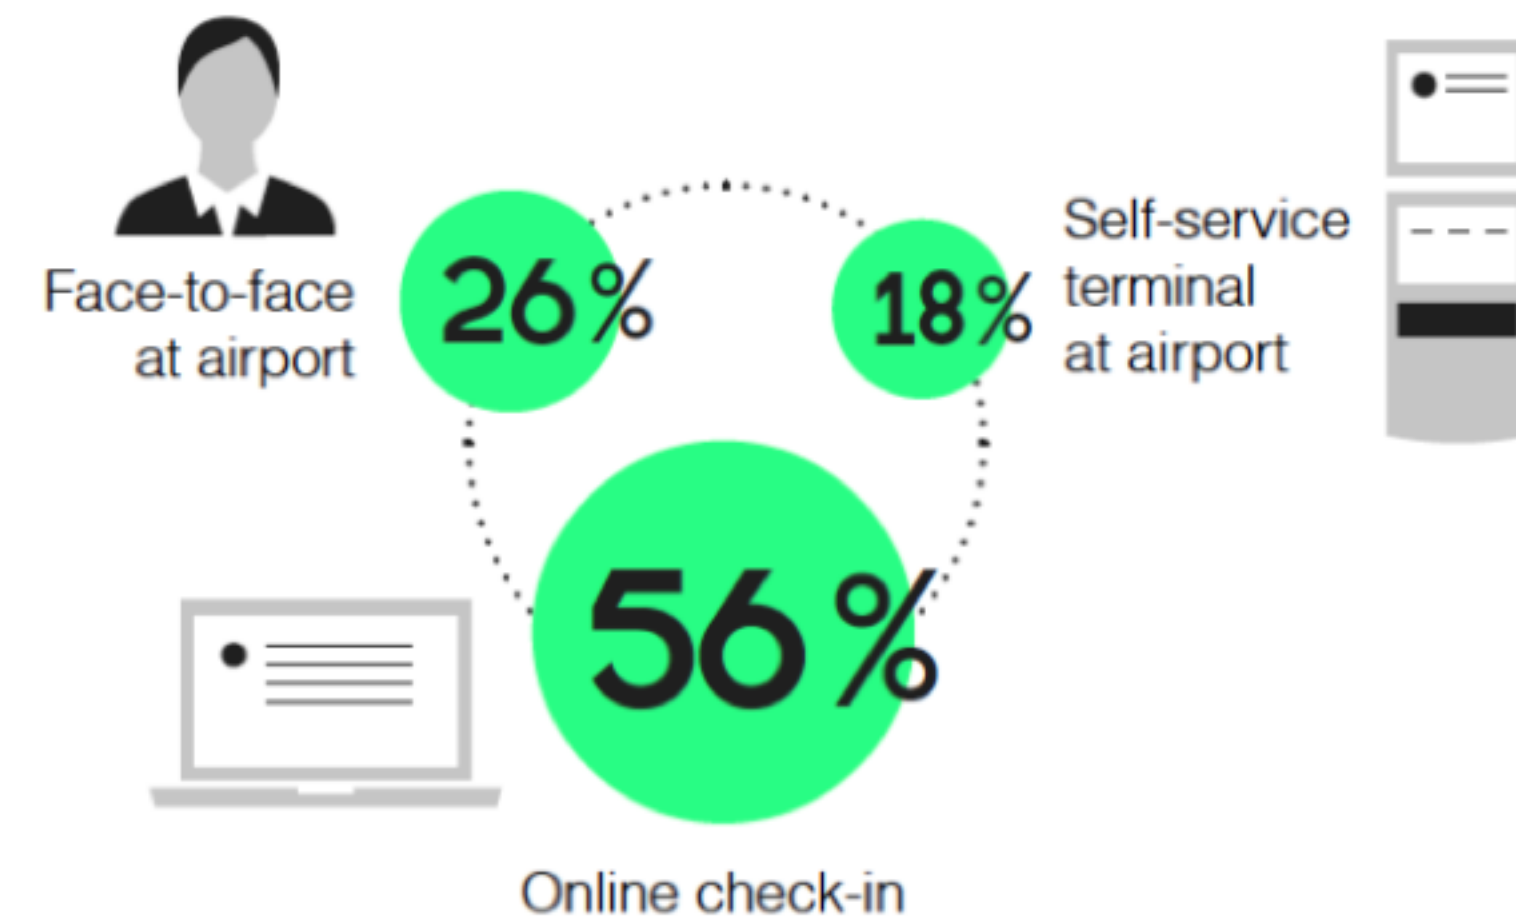 26%
Face-to-face
at airport
18%
Self-service
terminal
at airport
56%
Online check-in